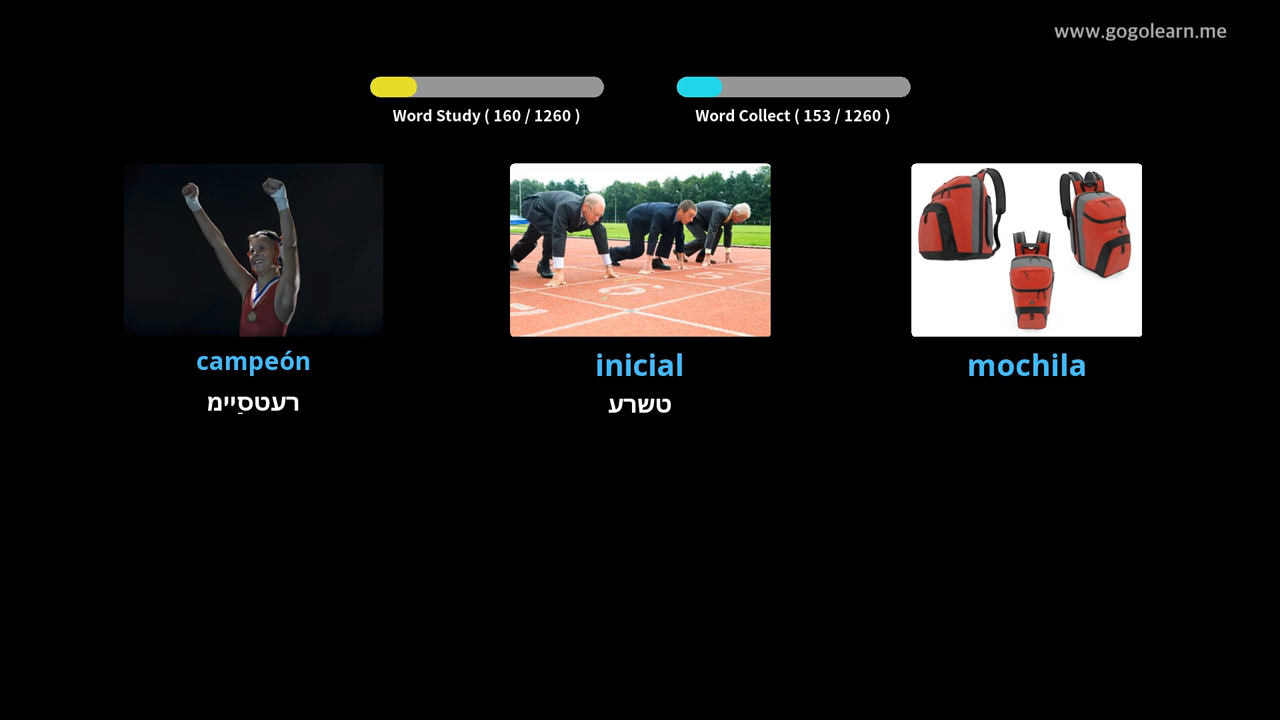 www.gogolearn.me
Word Study ( 160 / 1260 )
Word Collect ( 153 / 1260 )
campeón
inicial
mochila
רעטסַיימ
טשרע